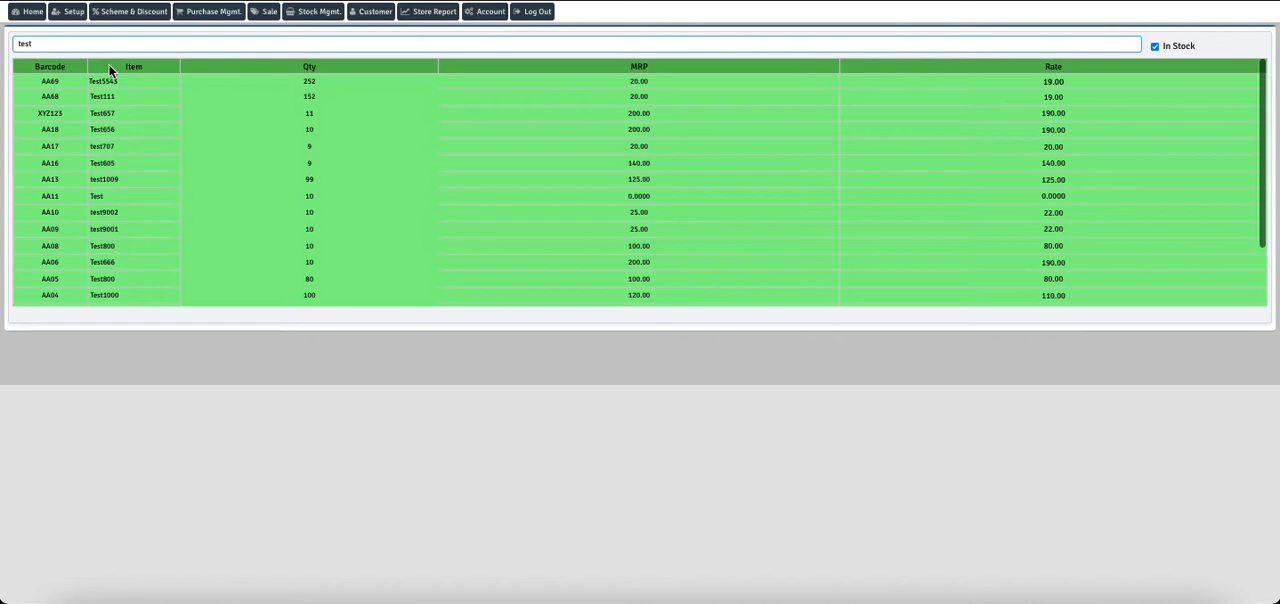 Home Setup Scheme & Discount Purchase Mgmt. Sale Stock Mgmt. Customer Store Report Account Log Out
test In Stock
Barcode Item Qty MRP Rate
AA69 Test5543 252 20.00 19.00
AA68 Test111 152 20.00 19.00
XYZ123 Test657 11 200.00 190.00
AA18 Test656 10 200.00 190.00
AA17 test707 9 20.00 20.00
AA16 Test605 9 140.00 140.00
AA13 test1009 99 125.00 125.00
AA11 Test 10 0.0000 0.0000
AA10 test9002 10 25.00 22.00
AA09 test9001 10 25.00 22.00
AA08 Test800 10 100.00 80.00
AA06 Test666 10 200.00 190.00
AA05 Test800 80 100.00 80.00
AA04 Test1000 100 120.00 110.00